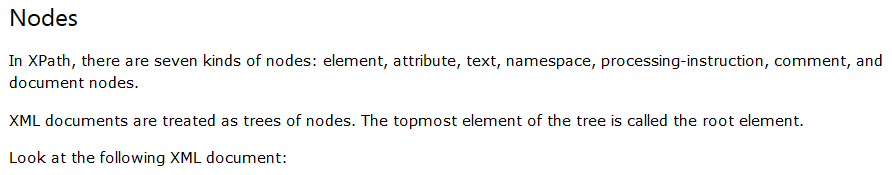 Nodes
In XPath, there are seven kinds of nodes: element, attribute, text, namespace, processing-instruction, comment, and
document nodes.
XML documents are treated as trees of nodes. The topmost element of the tree is called the root element.
Look at the following XML document: